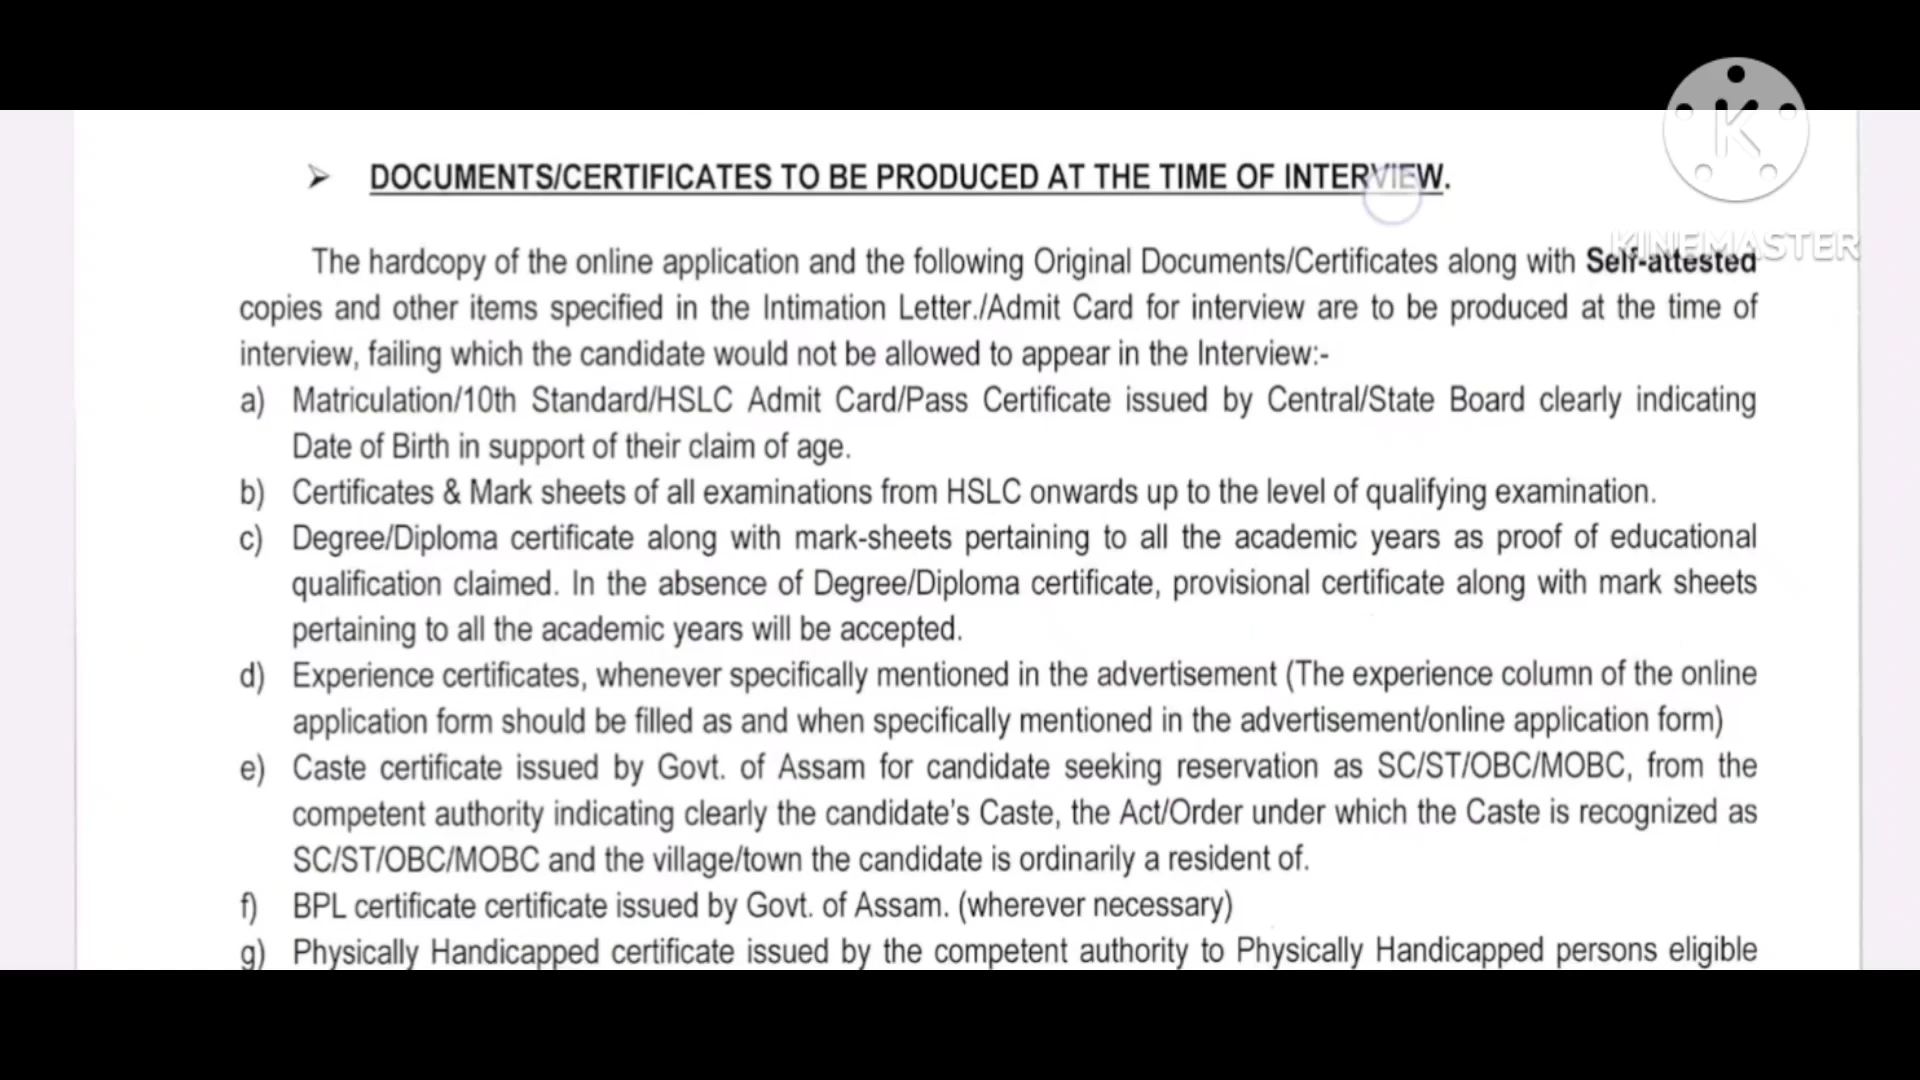 ➢ DOCUMENTS/CERTIFICATES TO BE PRODUCED AT THE TIME OF INTERVIEW.
KINEMASTER
The hardcopy of the online application and the following Original Documents/Certificates along with Self-attested
copies and other items specified in the Intimation Letter./Admit Card for interview are to be produced at the time of
interview, failing which the candidate would not be allowed to appear in the Interview:-
a) Matriculation/10th Standard/HSLC Admit Card/Pass Certificate issued by Central/State Board clearly indicating
Date of Birth in support of their claim of age.
b) Certificates & Mark sheets of all examinations from HSLC onwards up to the level of qualifying examination.
c) Degree/Diploma certificate along with mark-sheets pertaining to all the academic years as proof of educational
qualification claimed. In the absence of Degree/Diploma certificate, provisional certificate along with mark sheets
pertaining to all the academic years will be accepted.
d) Experience certificates, whenever specifically mentioned in the advertisement (The experience column of the online
application form should be filled as and when specifically mentioned in the advertisement/online application form)
e) Caste certificate issued by Govt. of Assam for candidate seeking reservation as SC/ST/OBC/MOBC, from the
competent authority indicating clearly the candidate's Caste, the Act/Order under which the Caste is recognized as
SC/ST/OBC/MOBC and the village/town the candidate is ordinarily a resident of.
f) BPL certificate certificate issued by Govt. of Assam. (wherever necessary)
g) Physically Handicapped certificate issued by the competent authority to Physically Handicapped persons eligible